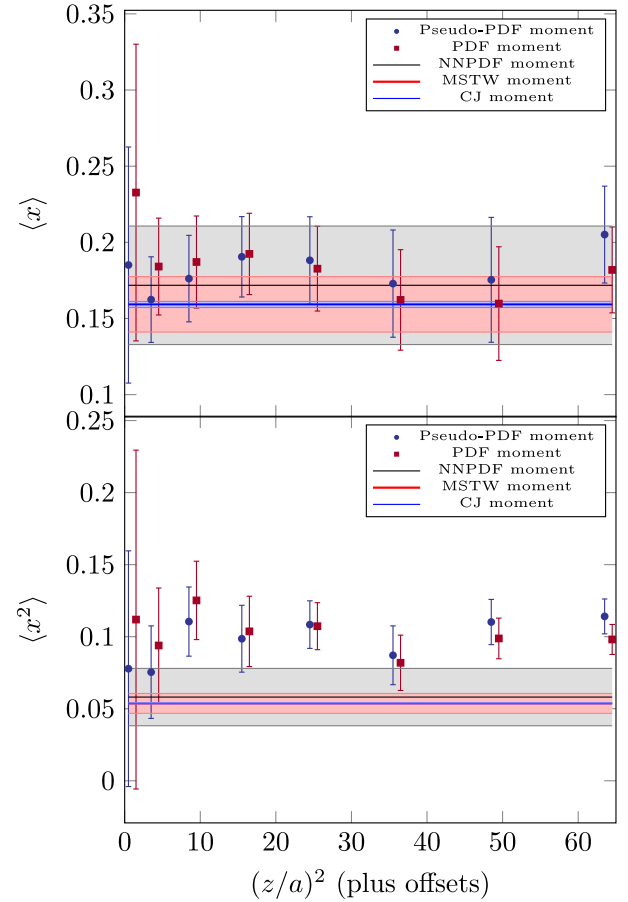 0.35
0.3
0.25
0.2
0.15
0.1
⟨x⟩
Pseudo-PDF moment
PDF moment
NNPDF moment
MSTW moment
CJ moment
0.25
0.2
0.15
0.1
0.05
0
⟨x²⟩
Pseudo-PDF moment
PDF moment
NNPDF moment
MSTW moment
CJ moment
0 10 20 30 40 50 60
(z/a)² (plus offsets)